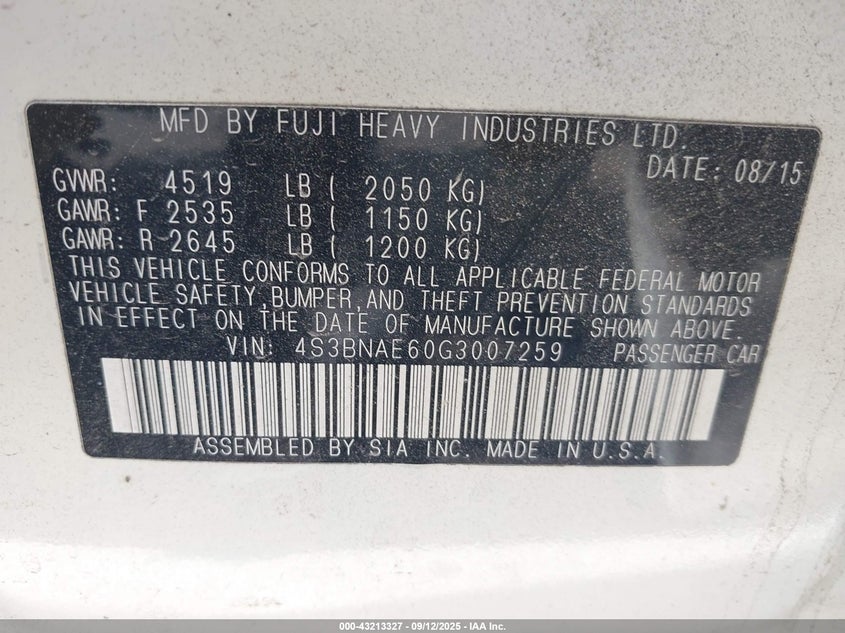 MFD BY FUJI HEAVY INDUSTRIES LTD.
DATE: 08/15
GVWR: 4519 LB ( 2050 KG)
GAWR: F 2535 LB ( 1150 KG)
GAWR: R 2645 LB ( 1200 KG)
THIS VEHICLE CONFORMS TO ALL APPLICABLE FEDERAL MOTOR
VEHICLE SAFETY,BUMPER,AND THEFT PREVENTION STANDARDS
IN EFFECT ON THE DATE OF MANUFACTURE SHOWN ABOVE.
VIN: 4S3BNAE60G3007259 PASSENGER CAR
ASSEMBLED BY SIA INC. MADE IN U.S.A.
000-43213327 - 09/12/2025 - IAA Inc.